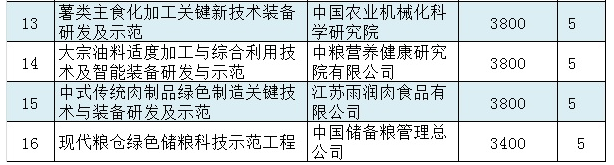 13 薯类主食化加工关键新技术装备研发及示范 中国农业机械化科学研究院 3800 5
14 大宗油料适度加工与综合利用技术及智能装备研发与示范 中粮营养健康研究院有限公司 3800 5
15 中式传统肉制品绿色制造关键技术与装备研发及示范 江苏雨润肉食品有限公司 3800 5
16 现代粮仓绿色储粮科技示范工程 中国储备粮管理总公司 3400 5